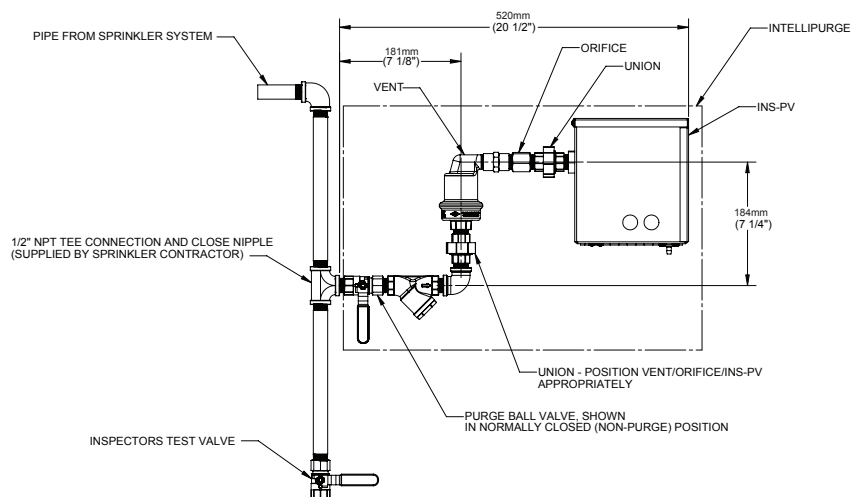 520mm
(20 1/2")
PIPE FROM SPRINKLER SYSTEM
INTELLIPURGE
181mm
(7 1/8")
ORIFICE
UNION
VENT
INS-PV
184mm
(7 1/4")
1/2" NPT TEE CONNECTION AND CLOSE NIPPLE
(SUPPLIED BY SPRINKLER CONTRACTOR)
UNION - POSITION VENT/ORIFICE/INS-PV
APPROPRIATELY
PURGE BALL VALVE, SHOWN
IN NORMALLY CLOSED (NON-PURGE) POSITION
INSPECTORS TEST VALVE